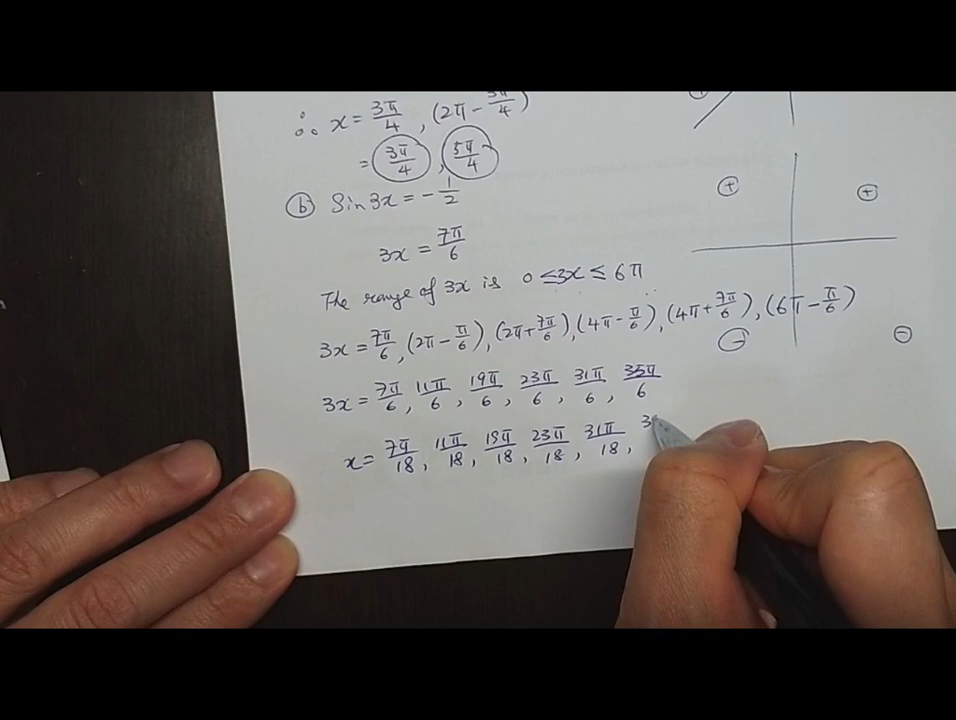 ∴ x = 3π/4, (2π - 3π/4)
= 3π/4, 5π/4
(b) Sin3x = -1/2
3x = 7π/6
The range of 3x is 0 ≤ 3x ≤ 6π
3x = 7π/6, (2π - π/6), (2π + 7π/6), (4π - π/6), (4π + 7π/6), (6π - π/6)
3x = 7π/6, 11π/6, 19π/6, 23π/6, 31π/6, 35π/6
x = 7π/18, 11π/18, 19π/18, 23π/18, 31π/18, 3
+ +
- -